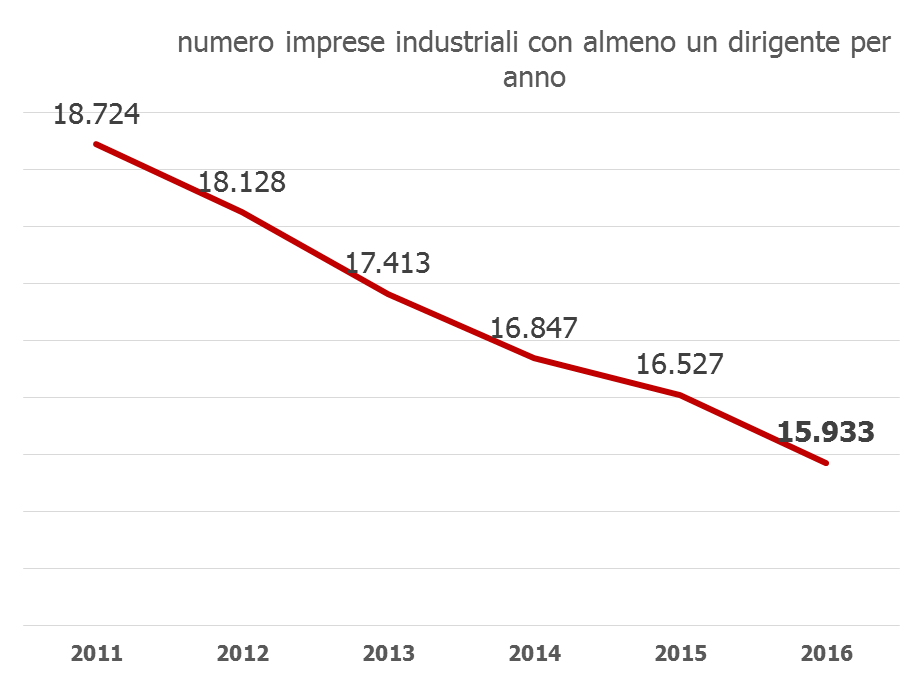 numero imprese industriali con almeno un dirigente per
anno
18.724
18.128
17.413
16.847
16.527
15.933
2011 2012 2013 2014 2015 2016